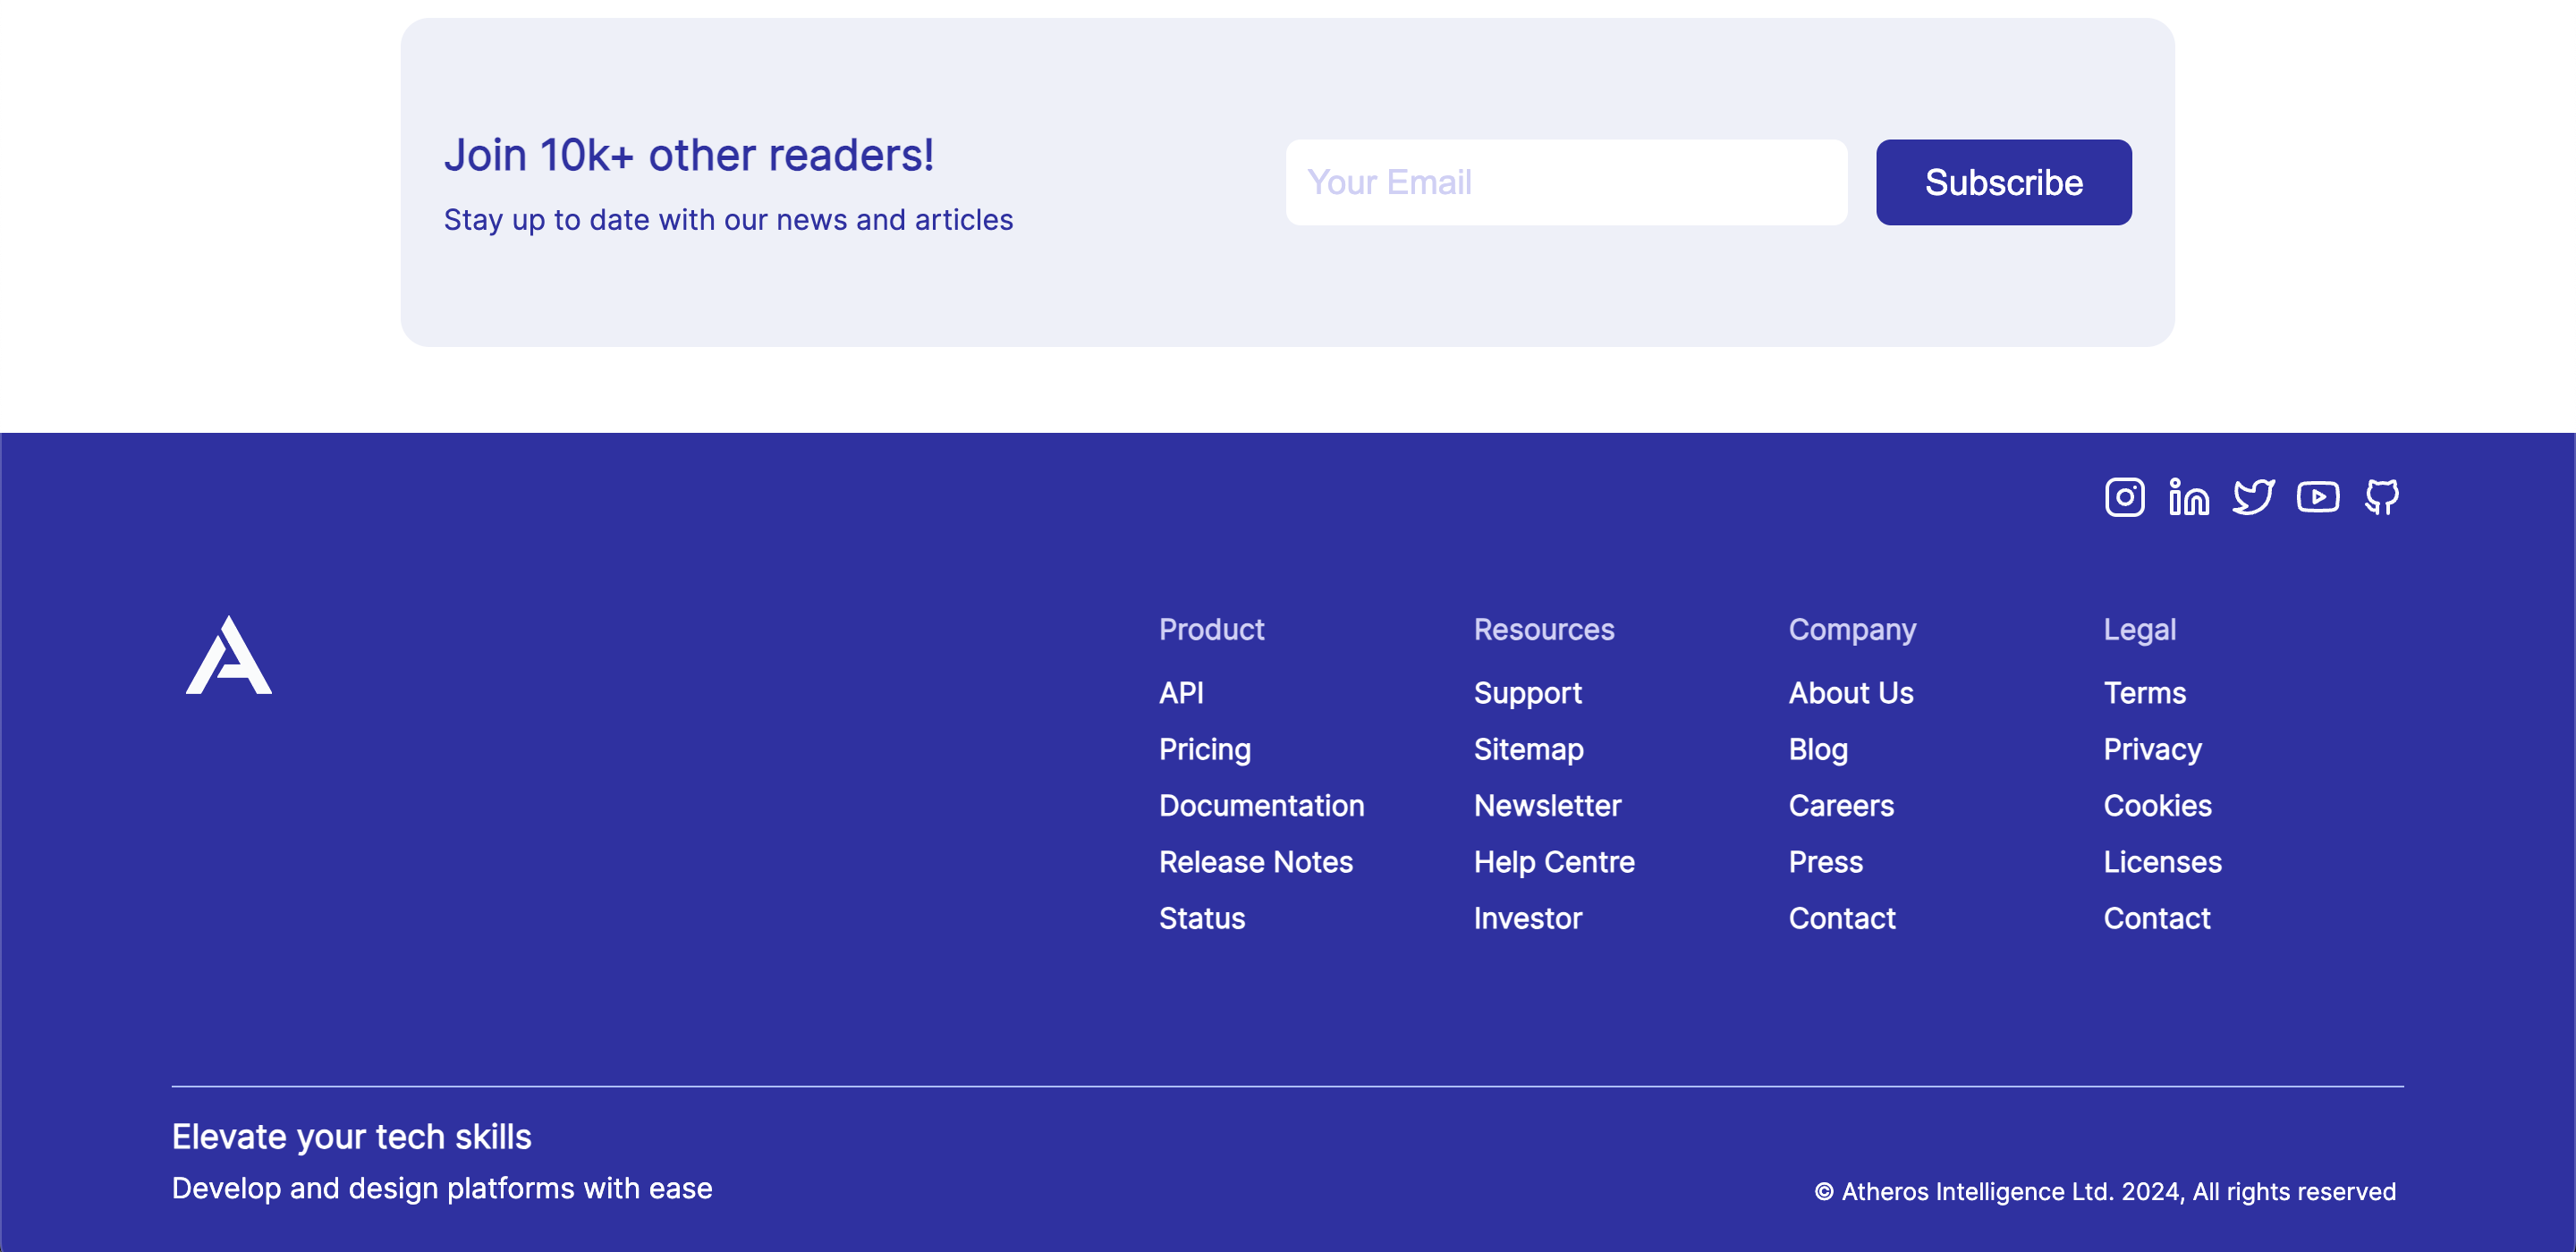 Join 10k+ other readers!
Stay up to date with our news and articles
Your Email
Subscribe
Product
API
Pricing
Documentation
Release Notes
Status
Resources
Support
Sitemap
Newsletter
Help Centre
Investor
Company
About Us
Blog
Careers
Press
Contact
Legal
Terms
Privacy
Cookies
Licenses
Contact
Elevate your tech skills
Develop and design platforms with ease
© Atheros Intelligence Ltd. 2024, All rights reserved